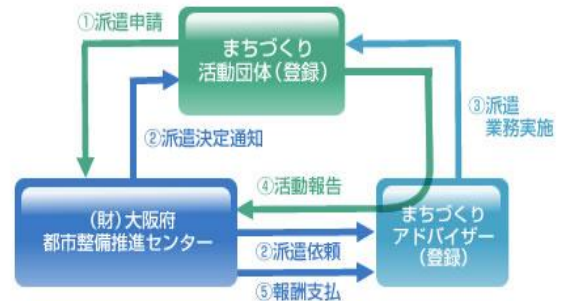 ①派遣申請
まちづくり
活動団体(登録)
③派遣
業務実施
②派遣決定通知
④活動報告
(財)大阪府
都市整備推進センター
まちづくり
アドバイザー
(登録)
②派遣依頼
⑤報酬支払